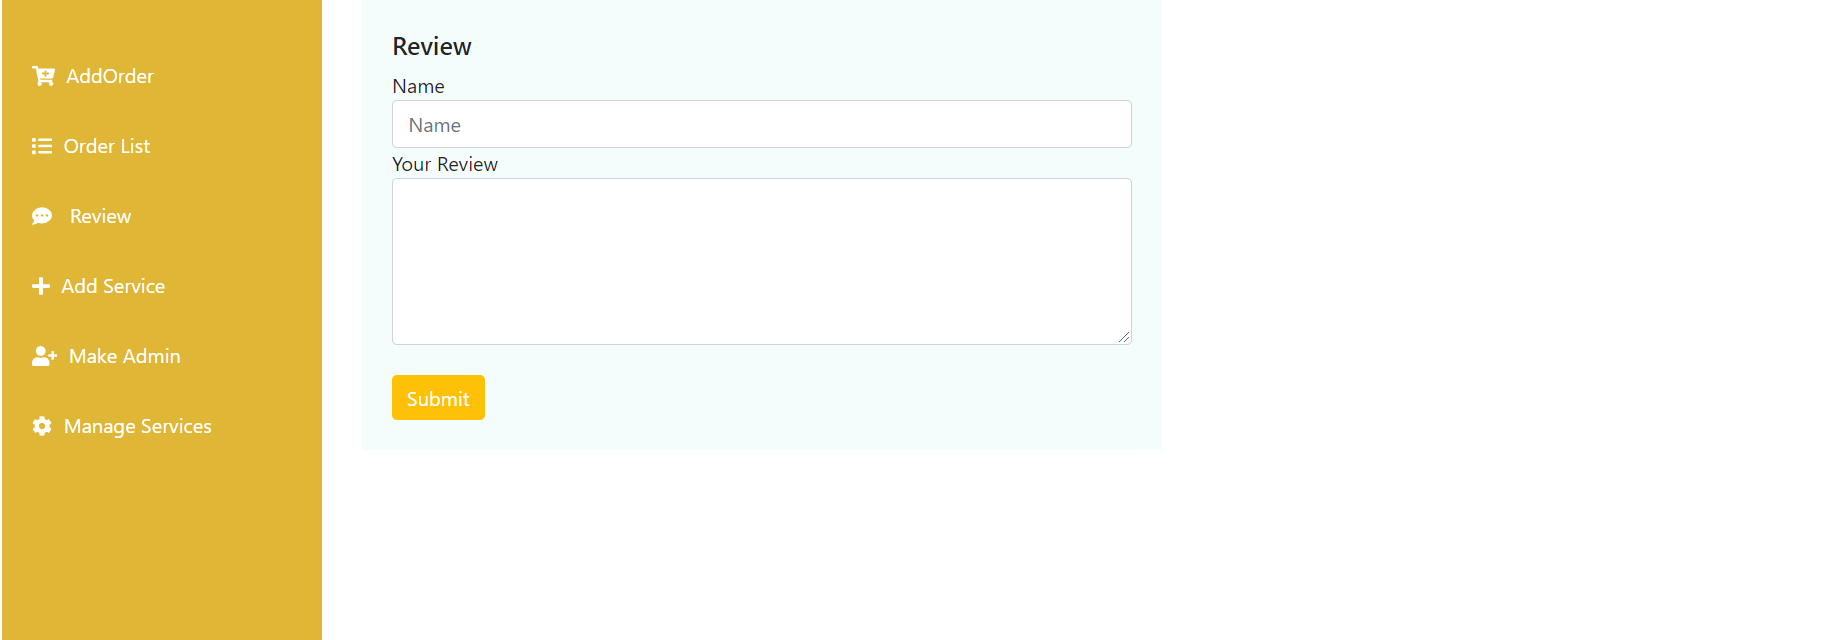 AddOrder
Order List
Review
Add Service
Make Admin
Manage Services
Review
Name
Name
Your Review
Submit